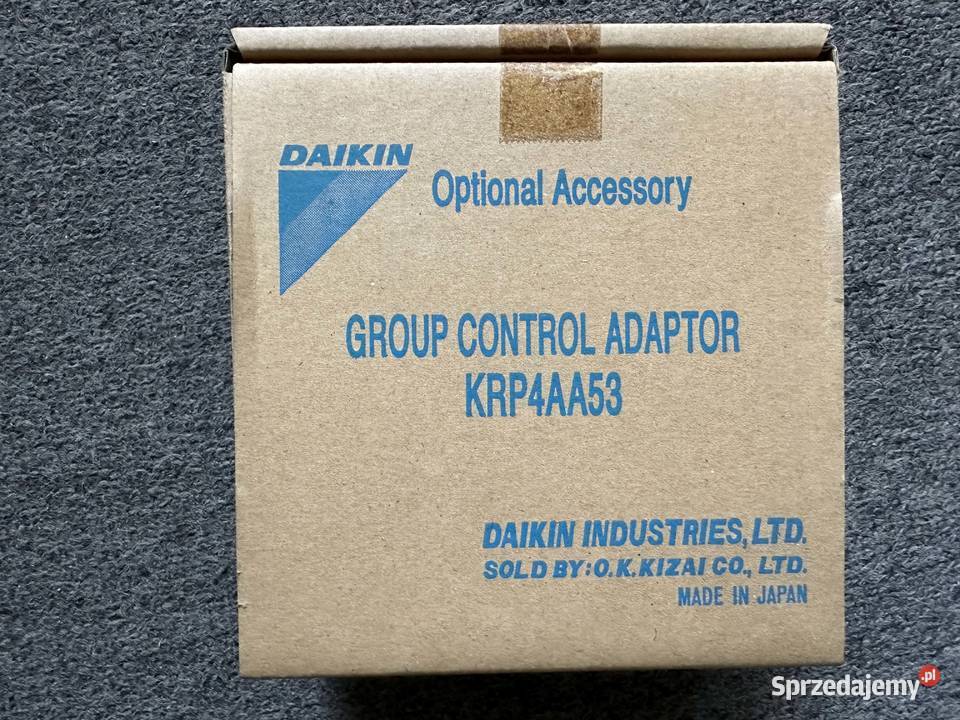 DAIKIN
Optional Accessory
GROUP CONTROL ADAPTOR
KRP4AA53
DAIKIN INDUSTRIES, LTD.
SOLD BY: O.K.KIZAI CO., LTD.
MADE IN JAPAN
Sprzedajemy.pl